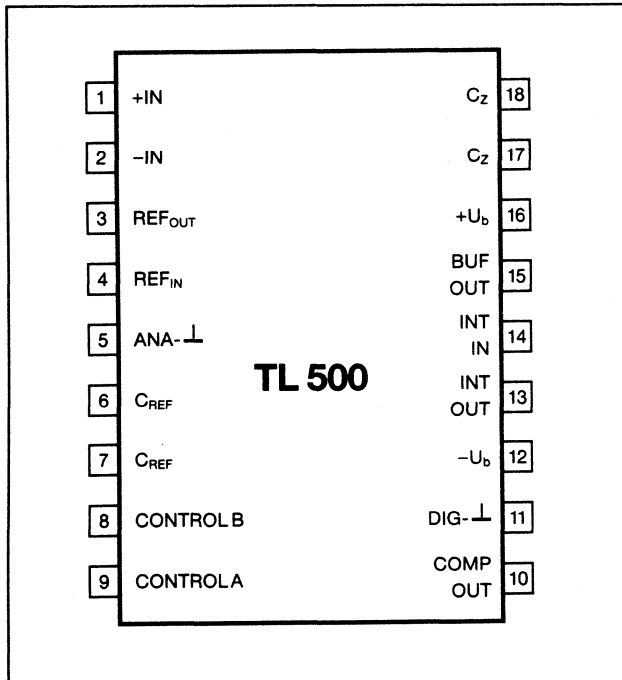 1 +IN
2 −IN
3 REFOUT
4 REFIN
5 ANA-⊥
6 CREF
7 CREF
8 CONTROL B
9 CONTROL A
TL 500
Cz 18
Cz 17
+Ub 16
BUF
OUT 15
INT
IN 14
INT
OUT 13
−Ub 12
DIG-⊥ 11
COMP
OUT 10